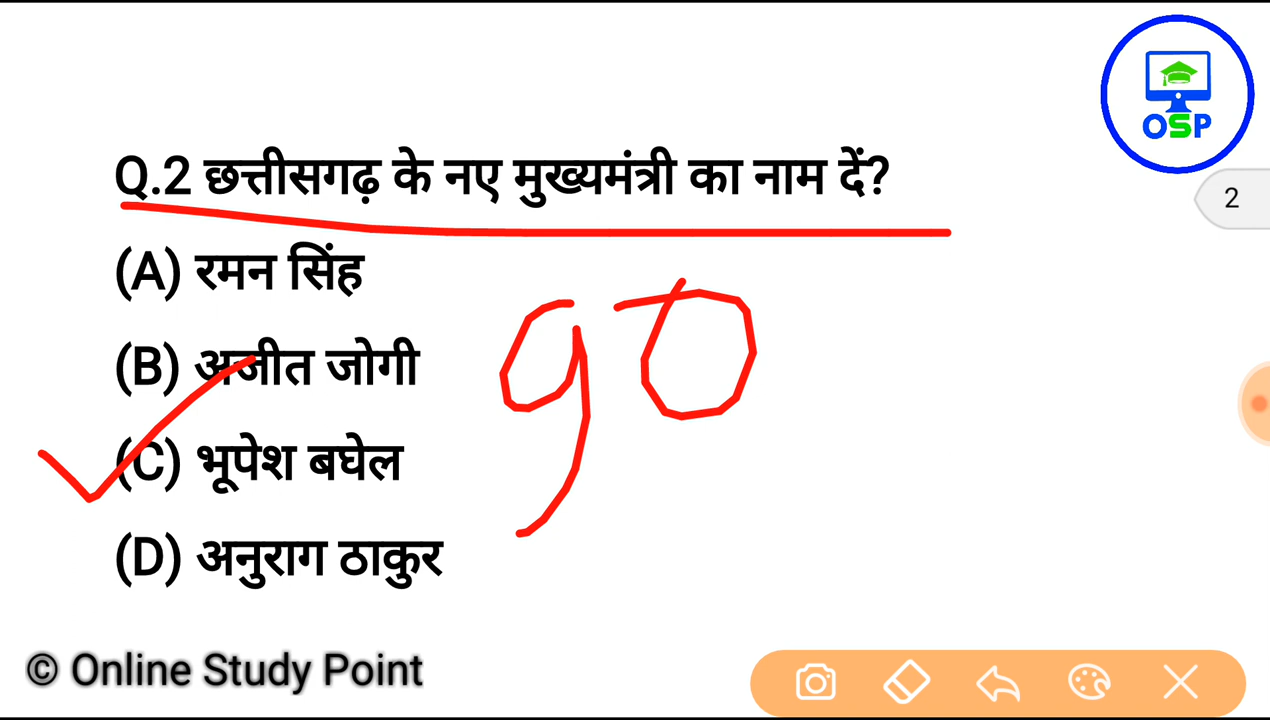 OSP
Q.2 छत्तीसगढ़ के नए मुख्यमंत्री का नाम दें?
2
(A) रमन सिंह
90
(B) अजीत जोगी
(C) भूपेश बघेल
(D) अनुराग ठाकुर
© Online Study Point